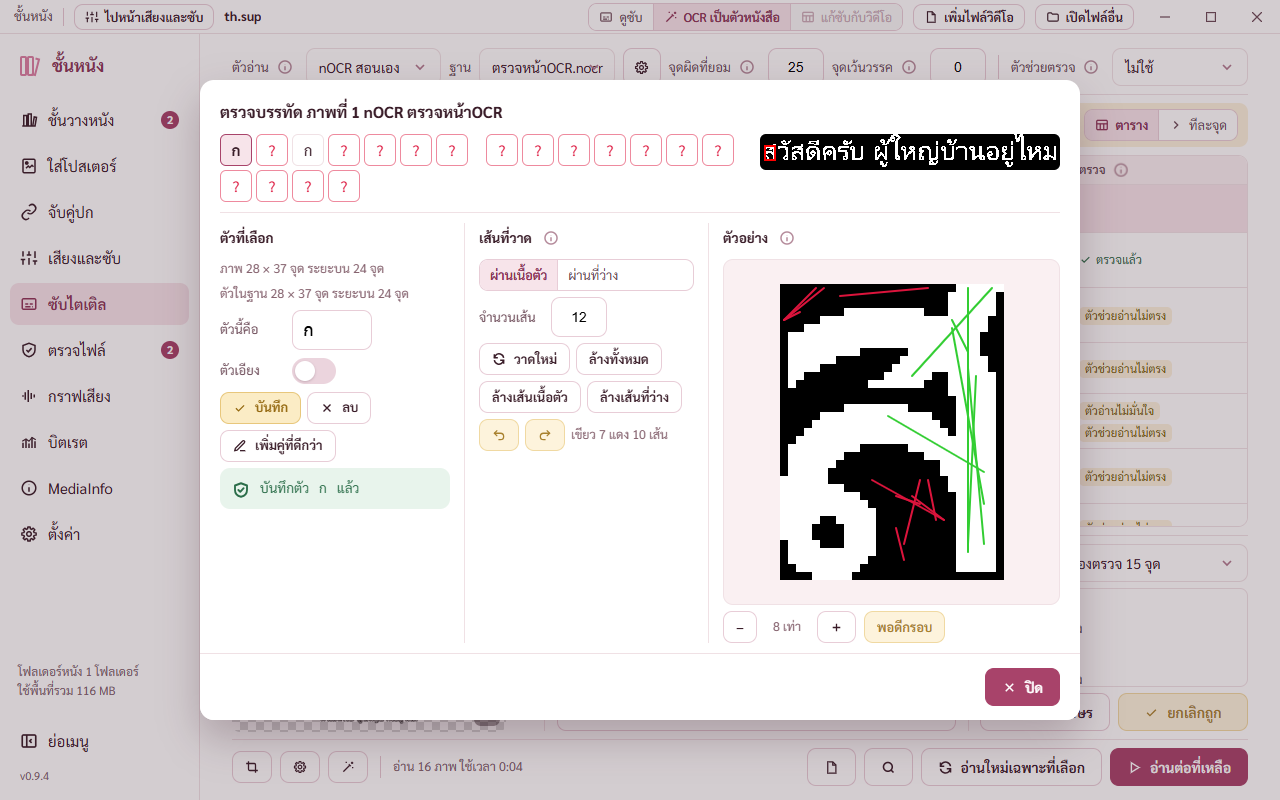 ชั้นหนัง
ไปหน้าเสียงและซับ
th.sup
ดูซับ
OCR เป็นตัวหนังสือ
แก้ซับกับวิดีโอ
เพิ่มไฟล์วิดีโอ
เปิดไฟล์อื่น
ชั้นหนัง
ตัวอ่าน
nOCR สอนเอง
ฐาน
ตรวจหน้าOCR.nocr
จุดผิดที่ยอม
25
จุดเว้นวรรค
0
ตัวช่วยตรวจ
ไม่ใช้
ชั้นวางหนัง 2
ใส่โปสเตอร์
จับคู่ปก
เสียงและซับ
ซับไตเติล
ตรวจไฟล์ 2
กราฟเสียง
บิตเรต
MediaInfo
ตั้งค่า
โฟลเดอร์หนัง 1 โฟลเดอร์
ใช้พื้นที่รวม 116 MB
ย่อเมนู
v0.9.4
ตรวจบรรทัด ภาพที่ 1 nOCR ตรวจหน้าOCR
ก ? ก ? ? ? ? ? ? ? ? ? ? ?
? ? ? ?
สวัสดีครับ ผู้ใหญ่บ้านอยู่ไหม
ตัวที่เลือก
ภาพ 28 × 37 จุด ระยะบน 24 จุด
ตัวในฐาน 28 × 37 จุด ระยะบน 24 จุด
ตัวนี้คือ
ก
ตัวเอียง
บันทึก
ลบ
เพิ่มคู่ที่ดีกว่า
บันทึกตัว ก แล้ว
เส้นที่วาด
ผ่านเนื้อตัว
ผ่านที่ว่าง
จำนวนเส้น
12
วาดใหม่
ล้างทั้งหมด
ล้างเส้นเนื้อตัว
ล้างเส้นที่ว่าง
เขียว 7 แดง 10 เส้น
ตัวอย่าง
–
8 เท่า
+
พอดีกรอบ
ปิด
ตาราง
ทีละจุด
ตรวจ
ตรวจแล้ว
ตัวช่วยอ่านไม่ตรง
ตัวช่วยอ่านไม่ตรง
ตัวอ่านไม่มั่นใจ
ตัวช่วยอ่านไม่ตรง
ตัวช่วยอ่านไม่ตรง
องตรวจ 15 จุด
ยกเลิกถูก
อ่าน 16 ภาพ ใช้เวลา 0:04
อ่านใหม่เฉพาะที่เลือก
อ่านต่อที่เหลือ